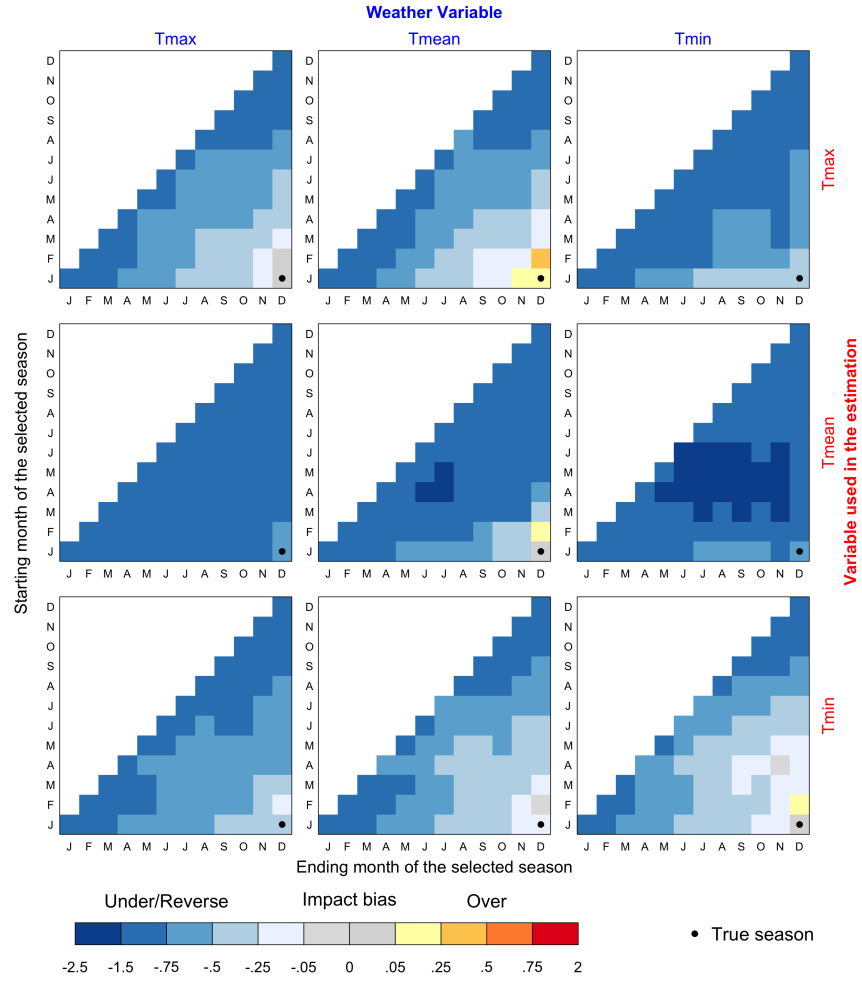 Weather Variable
Tmax Tmean Tmin
D D D
N N N
O O O
S S S
A A A
J J J
J J J
M M M
A A A
M M M
F F F
J J J
J F M A M J J A S O N D J F M A M J J A S O N D J F M A M J J A S O N D
Tmax
D D D
N N N
O O O
S S S
A A A
J J J
J J J
M M M
A A A
M M M
F F F
J J J
J F M A M J J A S O N D J F M A M J J A S O N D J F M A M J J A S O N D
Tmean
Starting month of the selected season
Variable used in the estimation
D D D
N N N
O O O
S S S
A A A
J J J
J J J
M M M
A A A
M M M
F F F
J J J
J F M A M J J A S O N D J F M A M J J A S O N D J F M A M J J A S O N D
Tmin
Ending month of the selected season
Under/Reverse Impact bias Over
-2.5 -1.5 -.75 -.5 -.25 -.05 0 .05 .25 .5 .75 2
True season